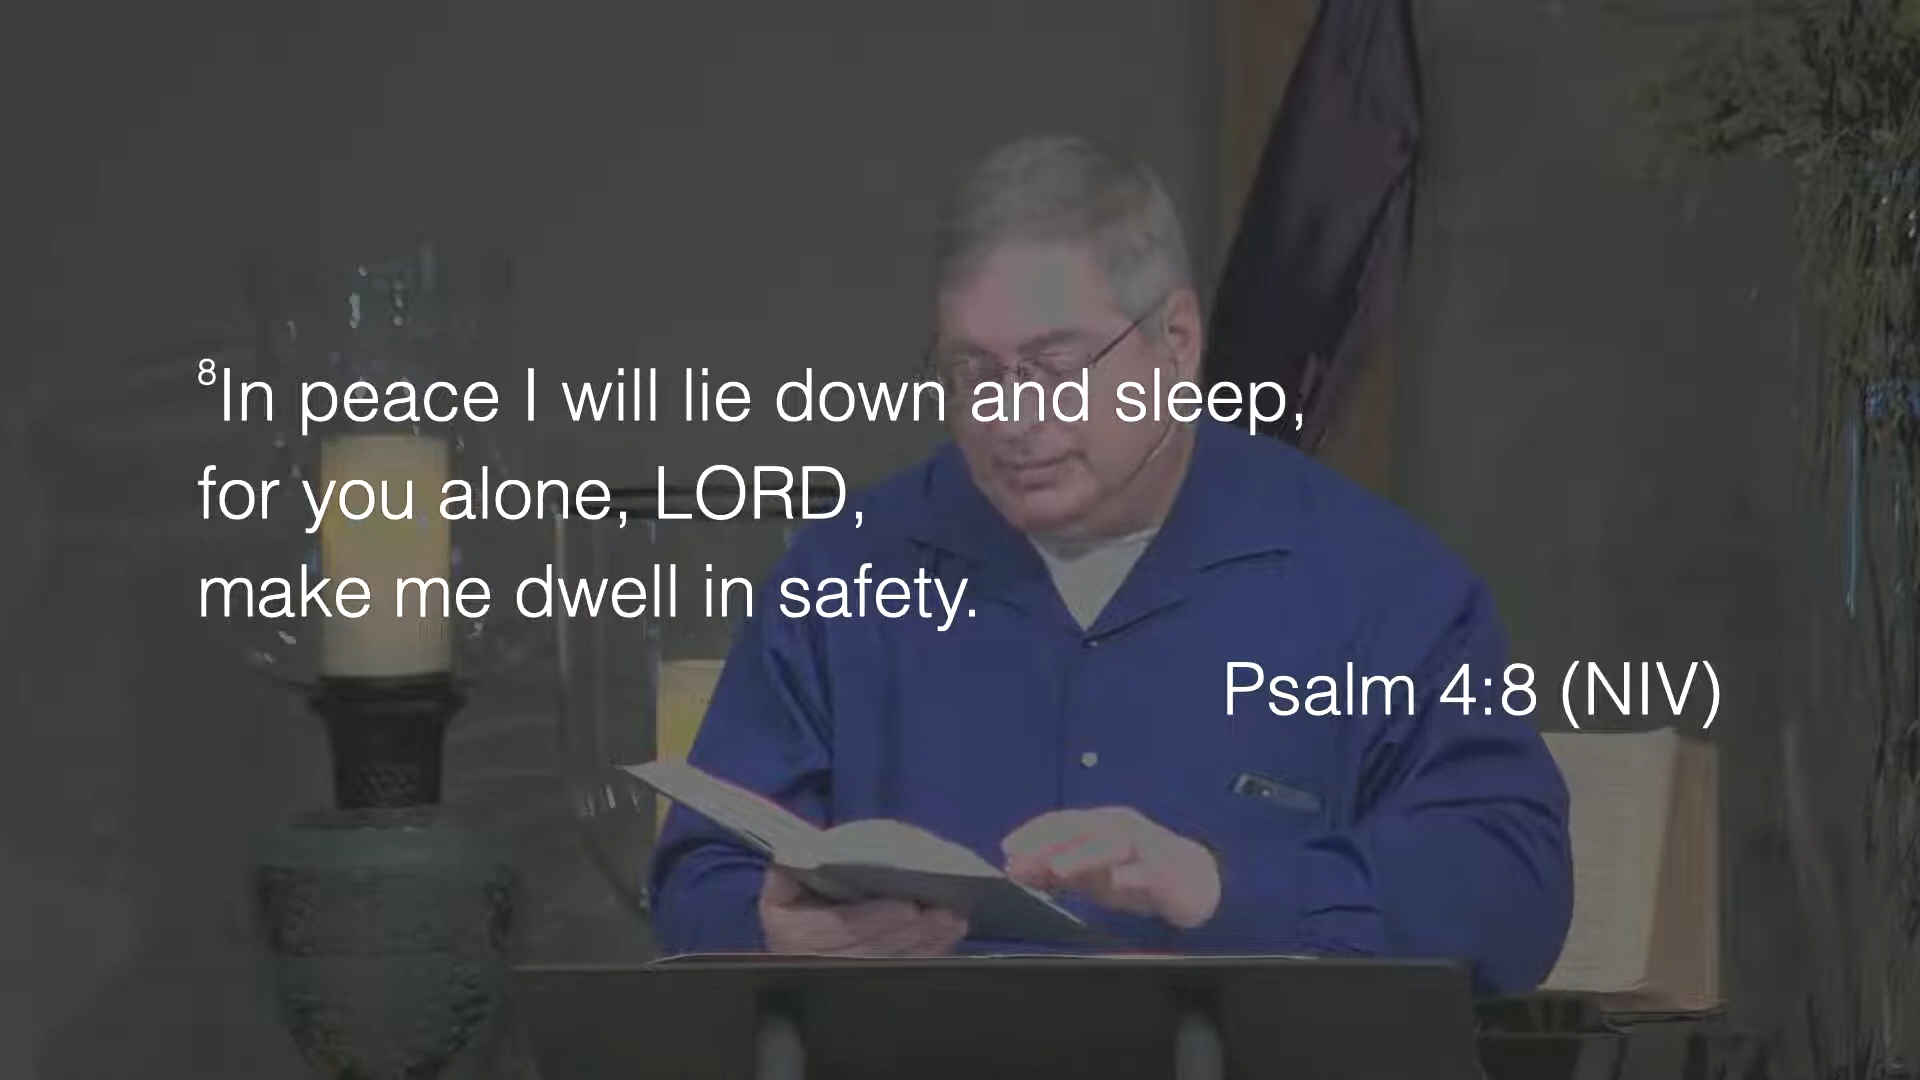 ⁸In peace I will lie down and sleep,
for you alone, LORD,
make me dwell in safety.
Psalm 4:8 (NIV)